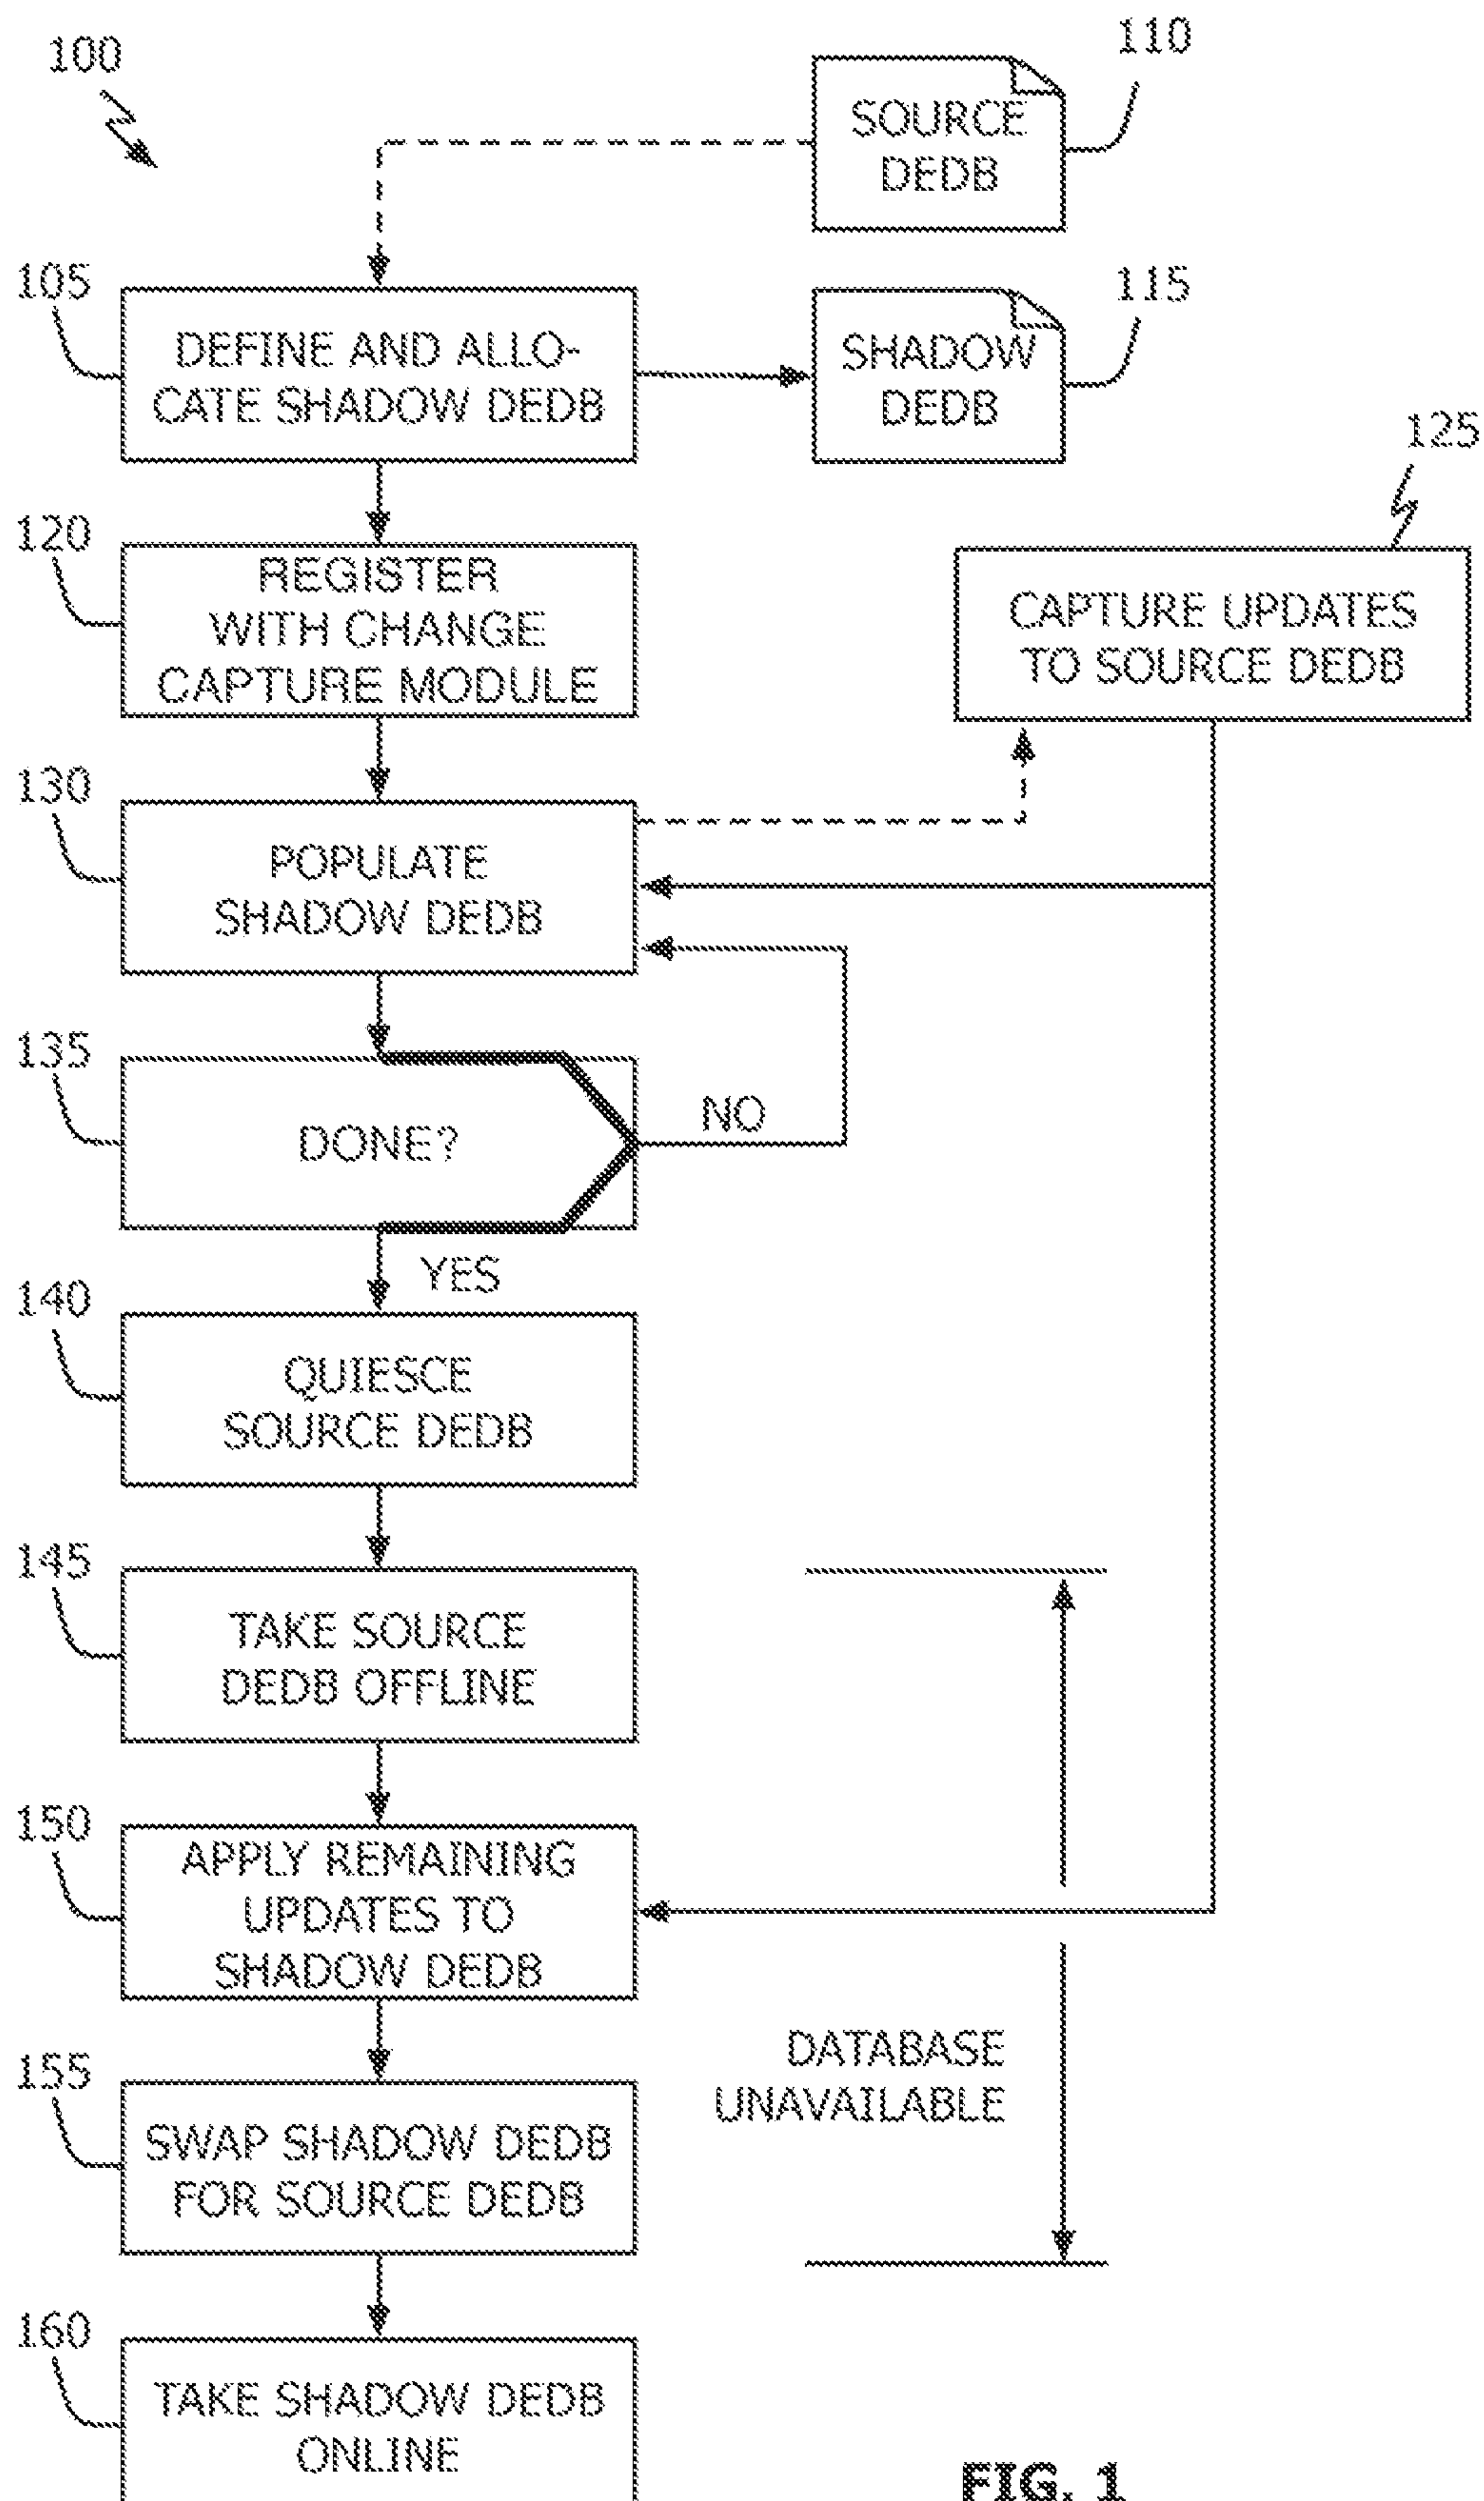 100
110
SOURCE
DEDB
105
DEFINE AND ALLO-
CATE SHADOW DEDB
115
SHADOW
DEDB
120
REGISTER
WITH CHANGE
CAPTURE MODULE
125
CAPTURE UPDATES
TO SOURCE DEDB
130
POPULATE
SHADOW DEDB
135
DONE?
NO
YES
140
QUIESCE
SOURCE DEDB
145
TAKE SOURCE
DEDB OFFLINE
150
APPLY REMAINING
UPDATES TO
SHADOW DEDB
DATABASE
UNAVAILABLE
155
SWAP SHADOW DEDB
FOR SOURCE DEDB
160
TAKE SHADOW DEDB
ONLINE
FIG. 1